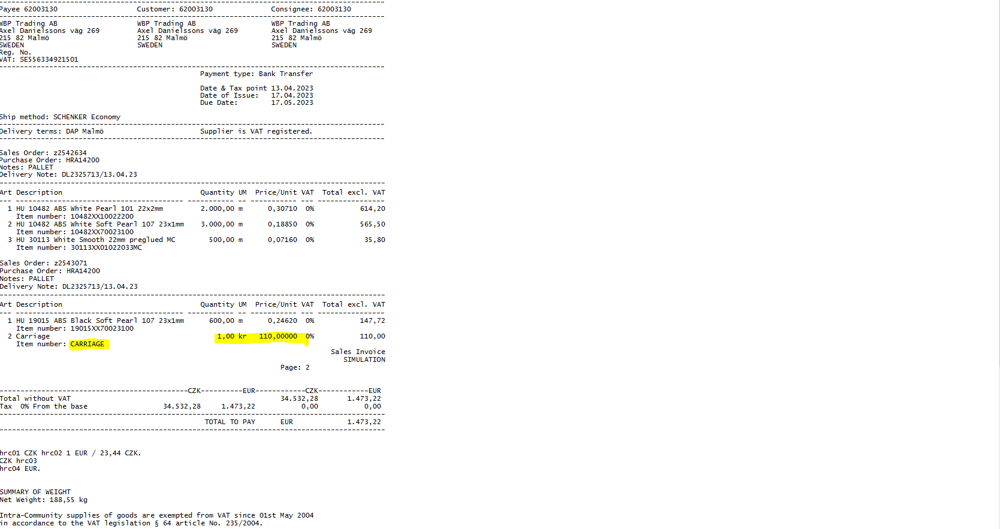 Payee 62003130 Customer: 62003130 Consignee: 62003130
WBP Trading AB WBP Trading AB WBP Trading AB
Axel Danielssons väg 269 Axel Danielssons väg 269 Axel Danielssons väg 269
215 82 Malmö 215 82 Malmö 215 82 Malmö
SWEDEN SWEDEN SWEDEN
Reg. No.
VAT: SE556334921501
Payment type: Bank Transfer
Date & Tax point 13.04.2023
Date of Issue: 17.04.2023
Due Date: 17.05.2023
Ship method: SCHENKER Economy
Delivery terms: DAP Malmö Supplier is VAT registered.
Sales Order: z2542634
Purchase Order: HRA14200
Notes: PALLET
Delivery Note: DL2325713/13.04.23
Art Description Quantity UM Price/Unit VAT Total excl. VAT
1 HU 10482 ABS White Pearl 101 22x2mm 2.000,00 m 0,30710 0% 614,20
Item number: 10482XX10022200
2 HU 10482 ABS White Soft Pearl 107 23x1mm 3.000,00 m 0,18850 0% 565,50
Item number: 10482XX70023100
3 HU 30113 White Smooth 22mm preglued MC 500,00 m 0,07160 0% 35,80
Item number: 30113XX01022033MC
Sales Order: z2543071
Purchase Order: HRA14200
Notes: PALLET
Delivery Note: DL2325713/13.04.23
Art Description Quantity UM Price/Unit VAT Total excl. VAT
1 HU 19015 ABS Black Soft Pearl 107 23x1mm 600,00 m 0,24620 0% 147,72
Item number: 19015XX70023100
2 Carriage 1,00 kr 110,00000 0% 110,00
Item number: CARRIAGE
Sales Invoice
SIMULATION
Page: 2
CZK EUR CZK EUR
Total without VAT 34.532,28 1.473,22
Tax 0% From the base 34.532,28 1.473,22 0,00 0,00
TOTAL TO PAY EUR 1.473,22
hrc01 CZK hrc02 1 EUR / 23,44 CZK.
CZK hrc03
hrc04 EUR.
SUMMARY OF WEIGHT
Net Weight: 188,55 kg
Intra-Community supplies of goods are exempted from VAT since 01st May 2004
in accordance to the VAT legislation § 64 article No. 235/2004.